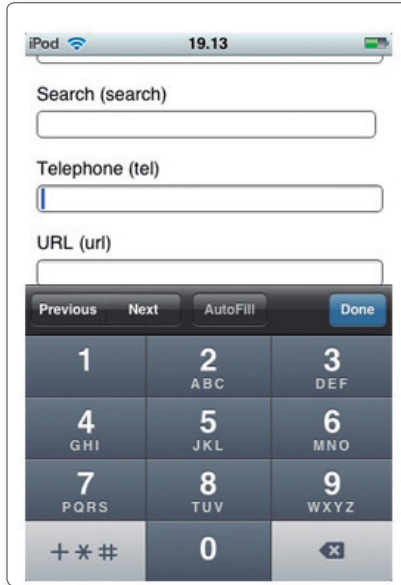 iPod 19.13
Search (search)
Telephone (tel)
URL (url)
Previous Next AutoFill Done
1 2 3
ABC DEF
4 5 6
GHI JKL MNO
7 8 9
PQRS TUV WXYZ
+*# 0